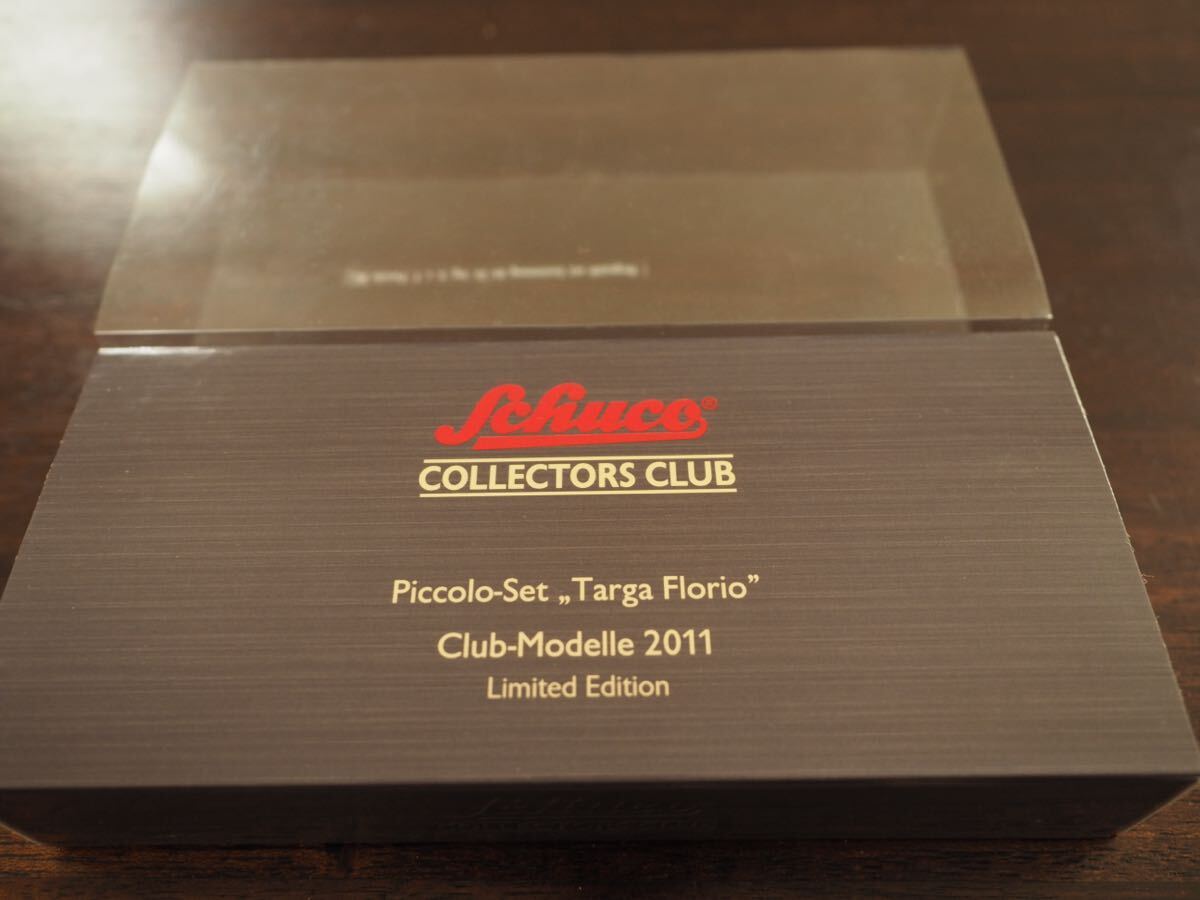 Schuco®
COLLECTORS CLUB
Piccolo-Set „Targa Florio”
Club-Modelle 2011
Limited Edition